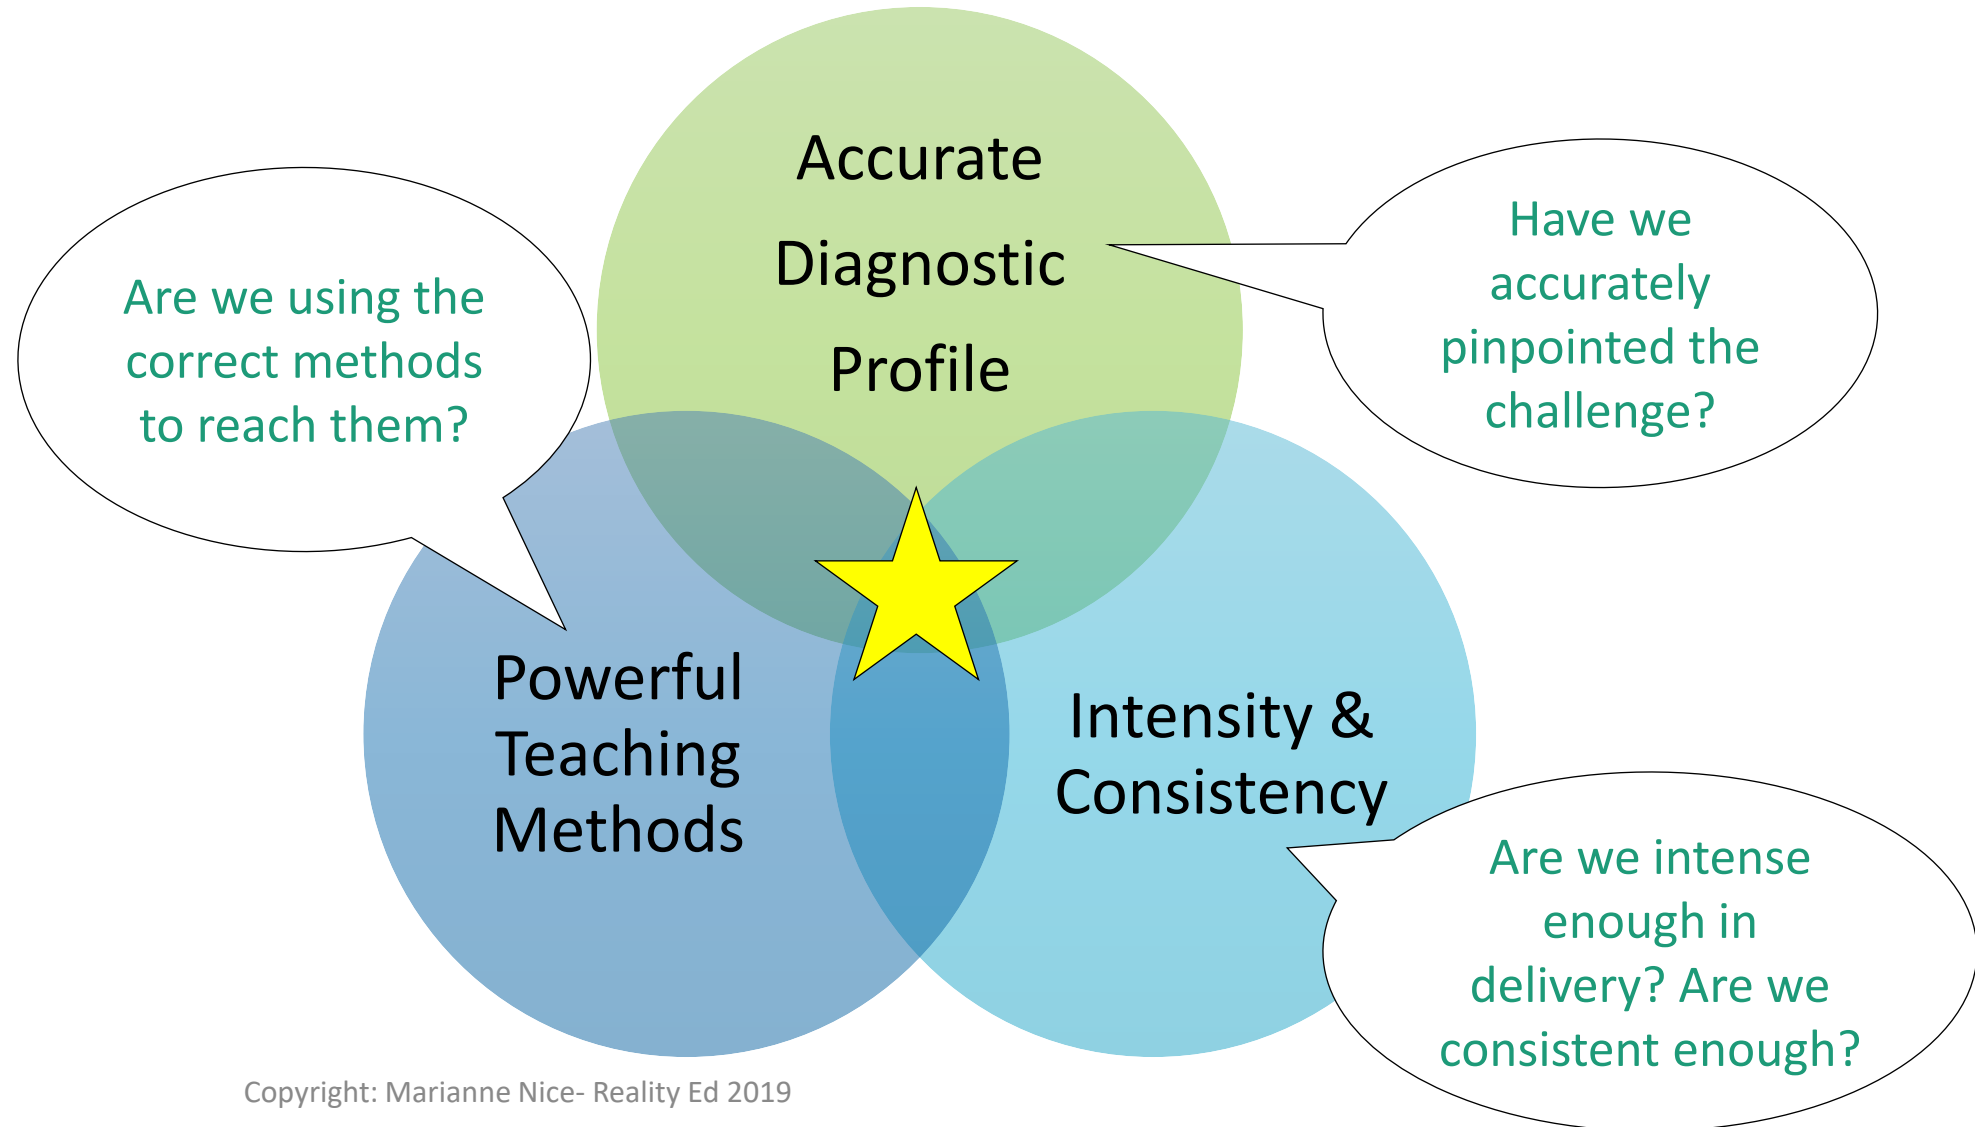 Accurate
Diagnostic
Profile
Have we
accurately
pinpointed the
challenge?
Are we using the
correct methods
to reach them?
Powerful
Teaching
Methods
Intensity &
Consistency
Are we intense
enough in
delivery? Are we
consistent enough?
Copyright: Marianne Nice- Reality Ed 2019